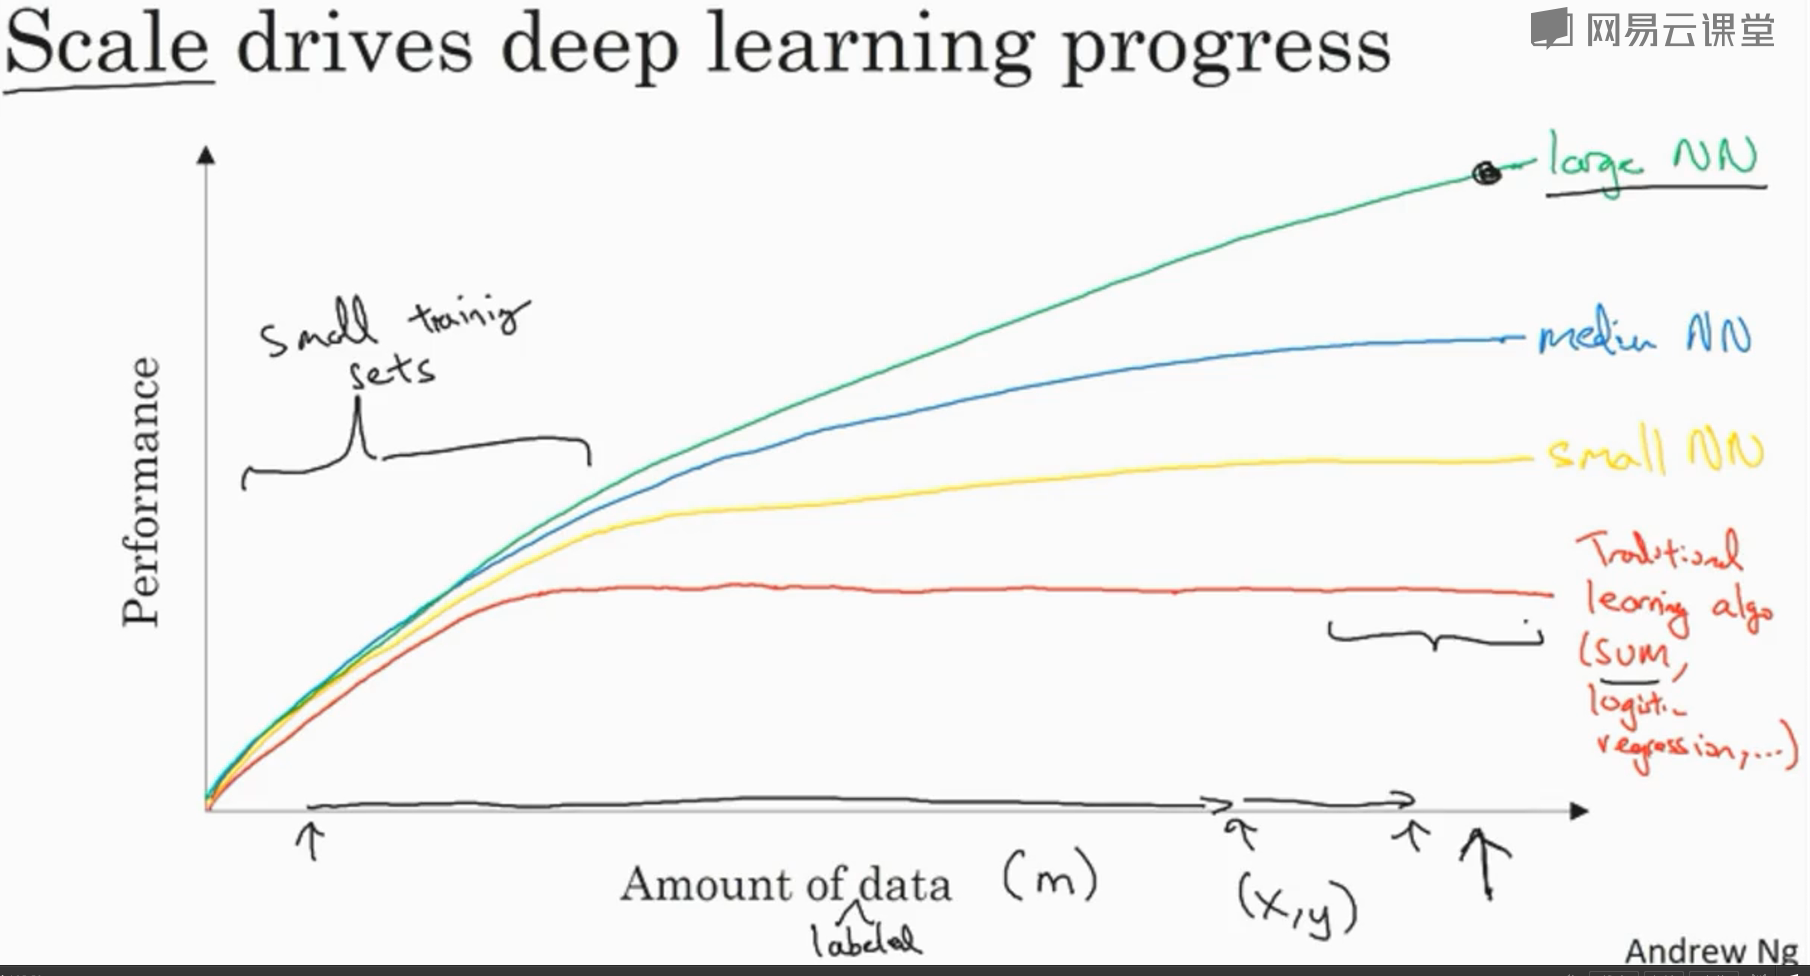 Scale drives deep learning progress
网易云课堂
large NN
small training
sets
medium NN
Performance
small NN
Traditional
learning algo
(SVM,
logistic
regression,...)
Amount of data (m)
labeled
(x,y)
Andrew Ng